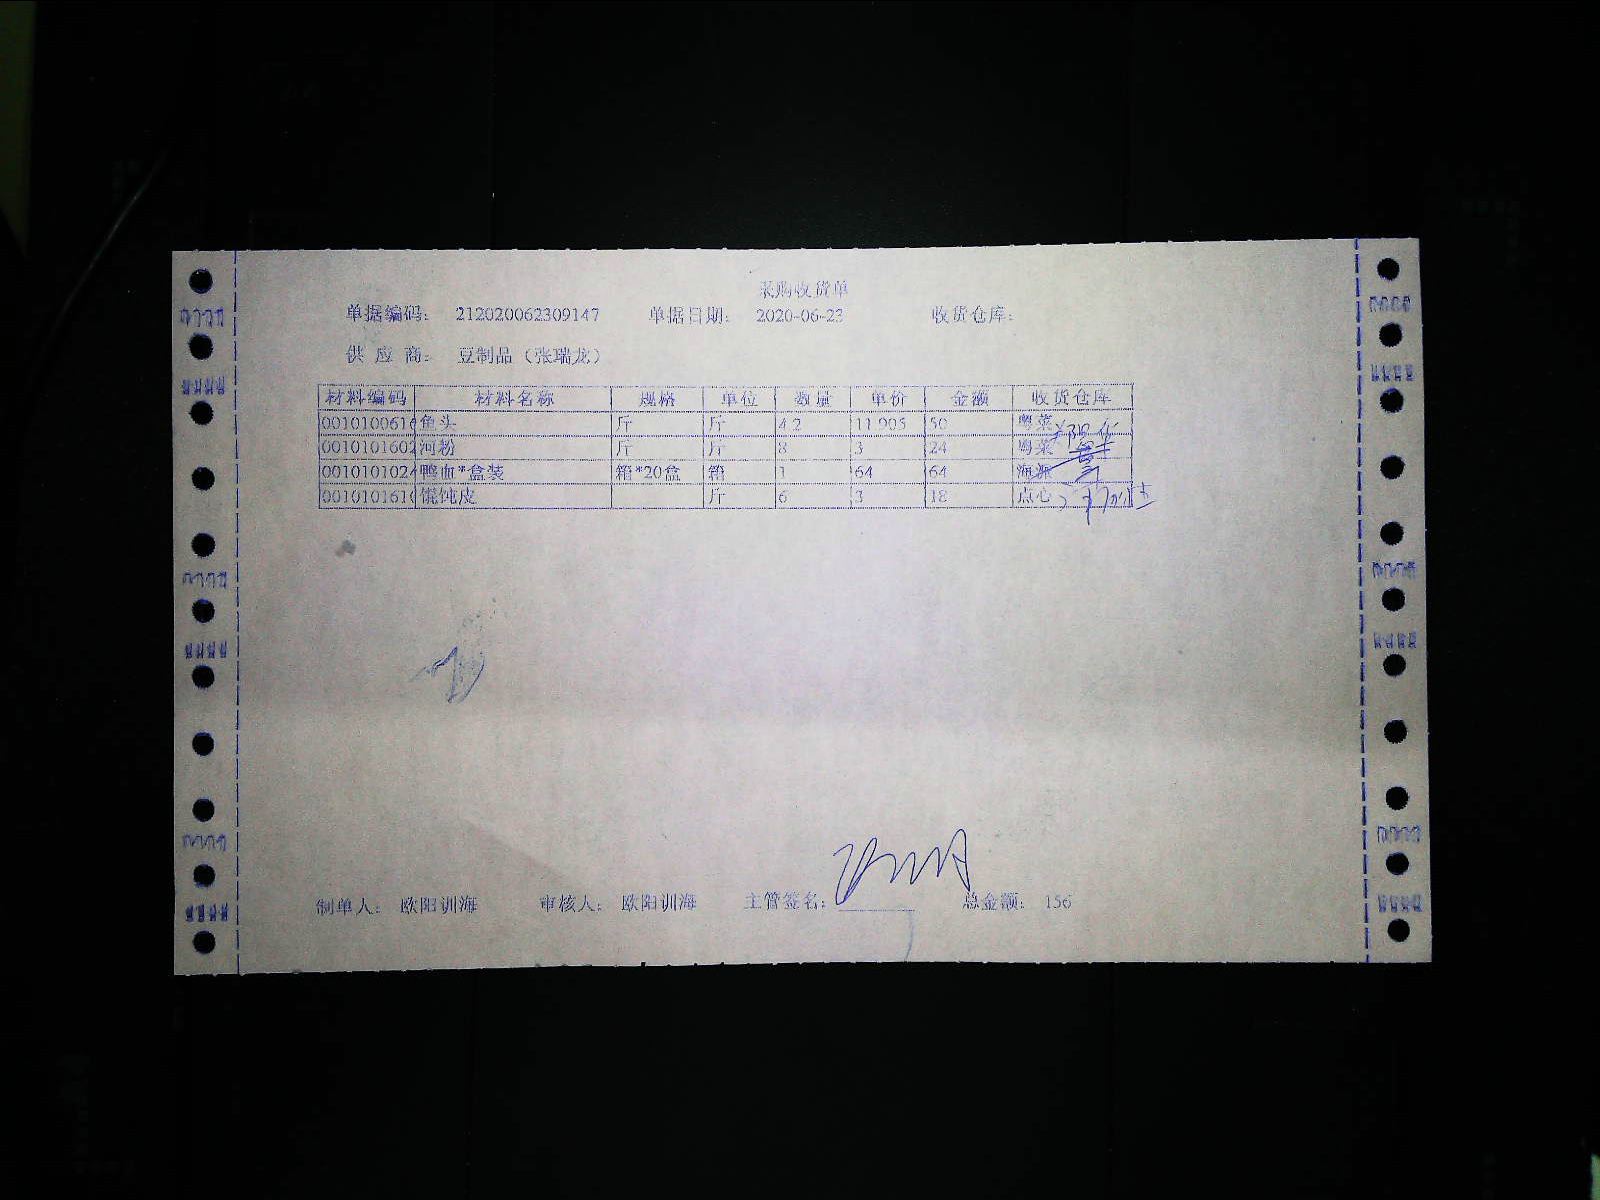 采购收货单
单据编码: 212020062309147 单据日期: 2020-06-23 收货仓库:
供 应 商: 豆制品 (张瑞龙)
材料编码 材料名称 规格 单位 数量 单价 金额 收货仓库
0010100616 鱼头 斤 斤 4.2 11.905 50 粤菜
0010101602 河粉 斤 斤 8 3 24 粤菜
0010101024 鸭血*盒装 箱*20盒 箱 1 64 64 海派
001010161 馄饨皮 斤 6 3 18 点心
制单人: 欧阳训海 审核人: 欧阳训海 主管签名: 总金额: 156